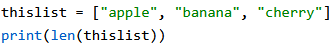 thislist = ["apple", "banana", "cherry"]
print(len(thislist))